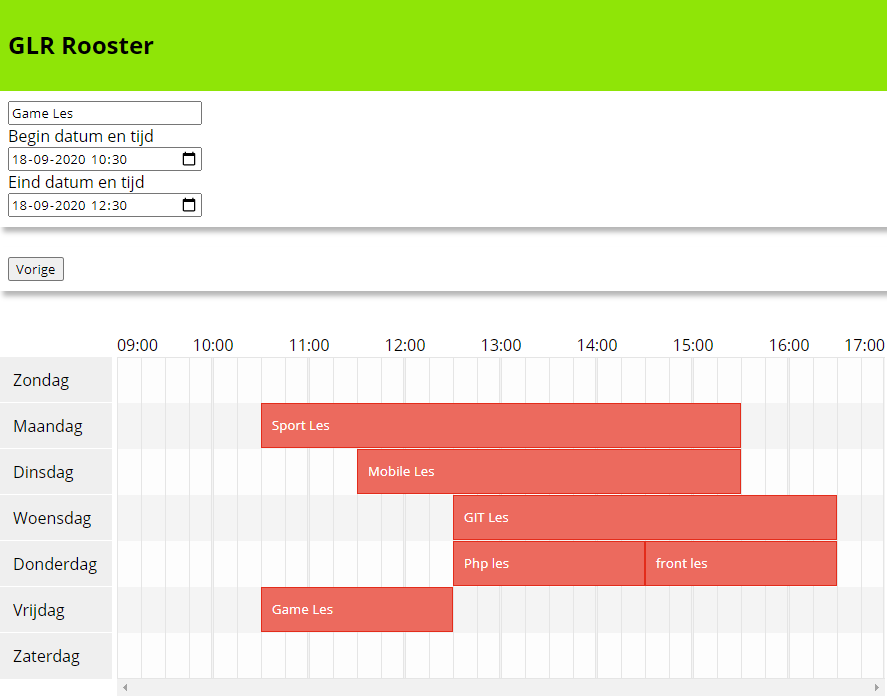 GLR Rooster
Game Les
Begin datum en tijd
18-09-2020 10:30
Eind datum en tijd
18-09-2020 12:30
Vorige
09:00 10:00 11:00 12:00 13:00 14:00 15:00 16:00 17:00
Zondag
Maandag Sport Les
Dinsdag Mobile Les
Woensdag GIT Les
Donderdag Php les front les
Vrijdag Game Les
Zaterdag